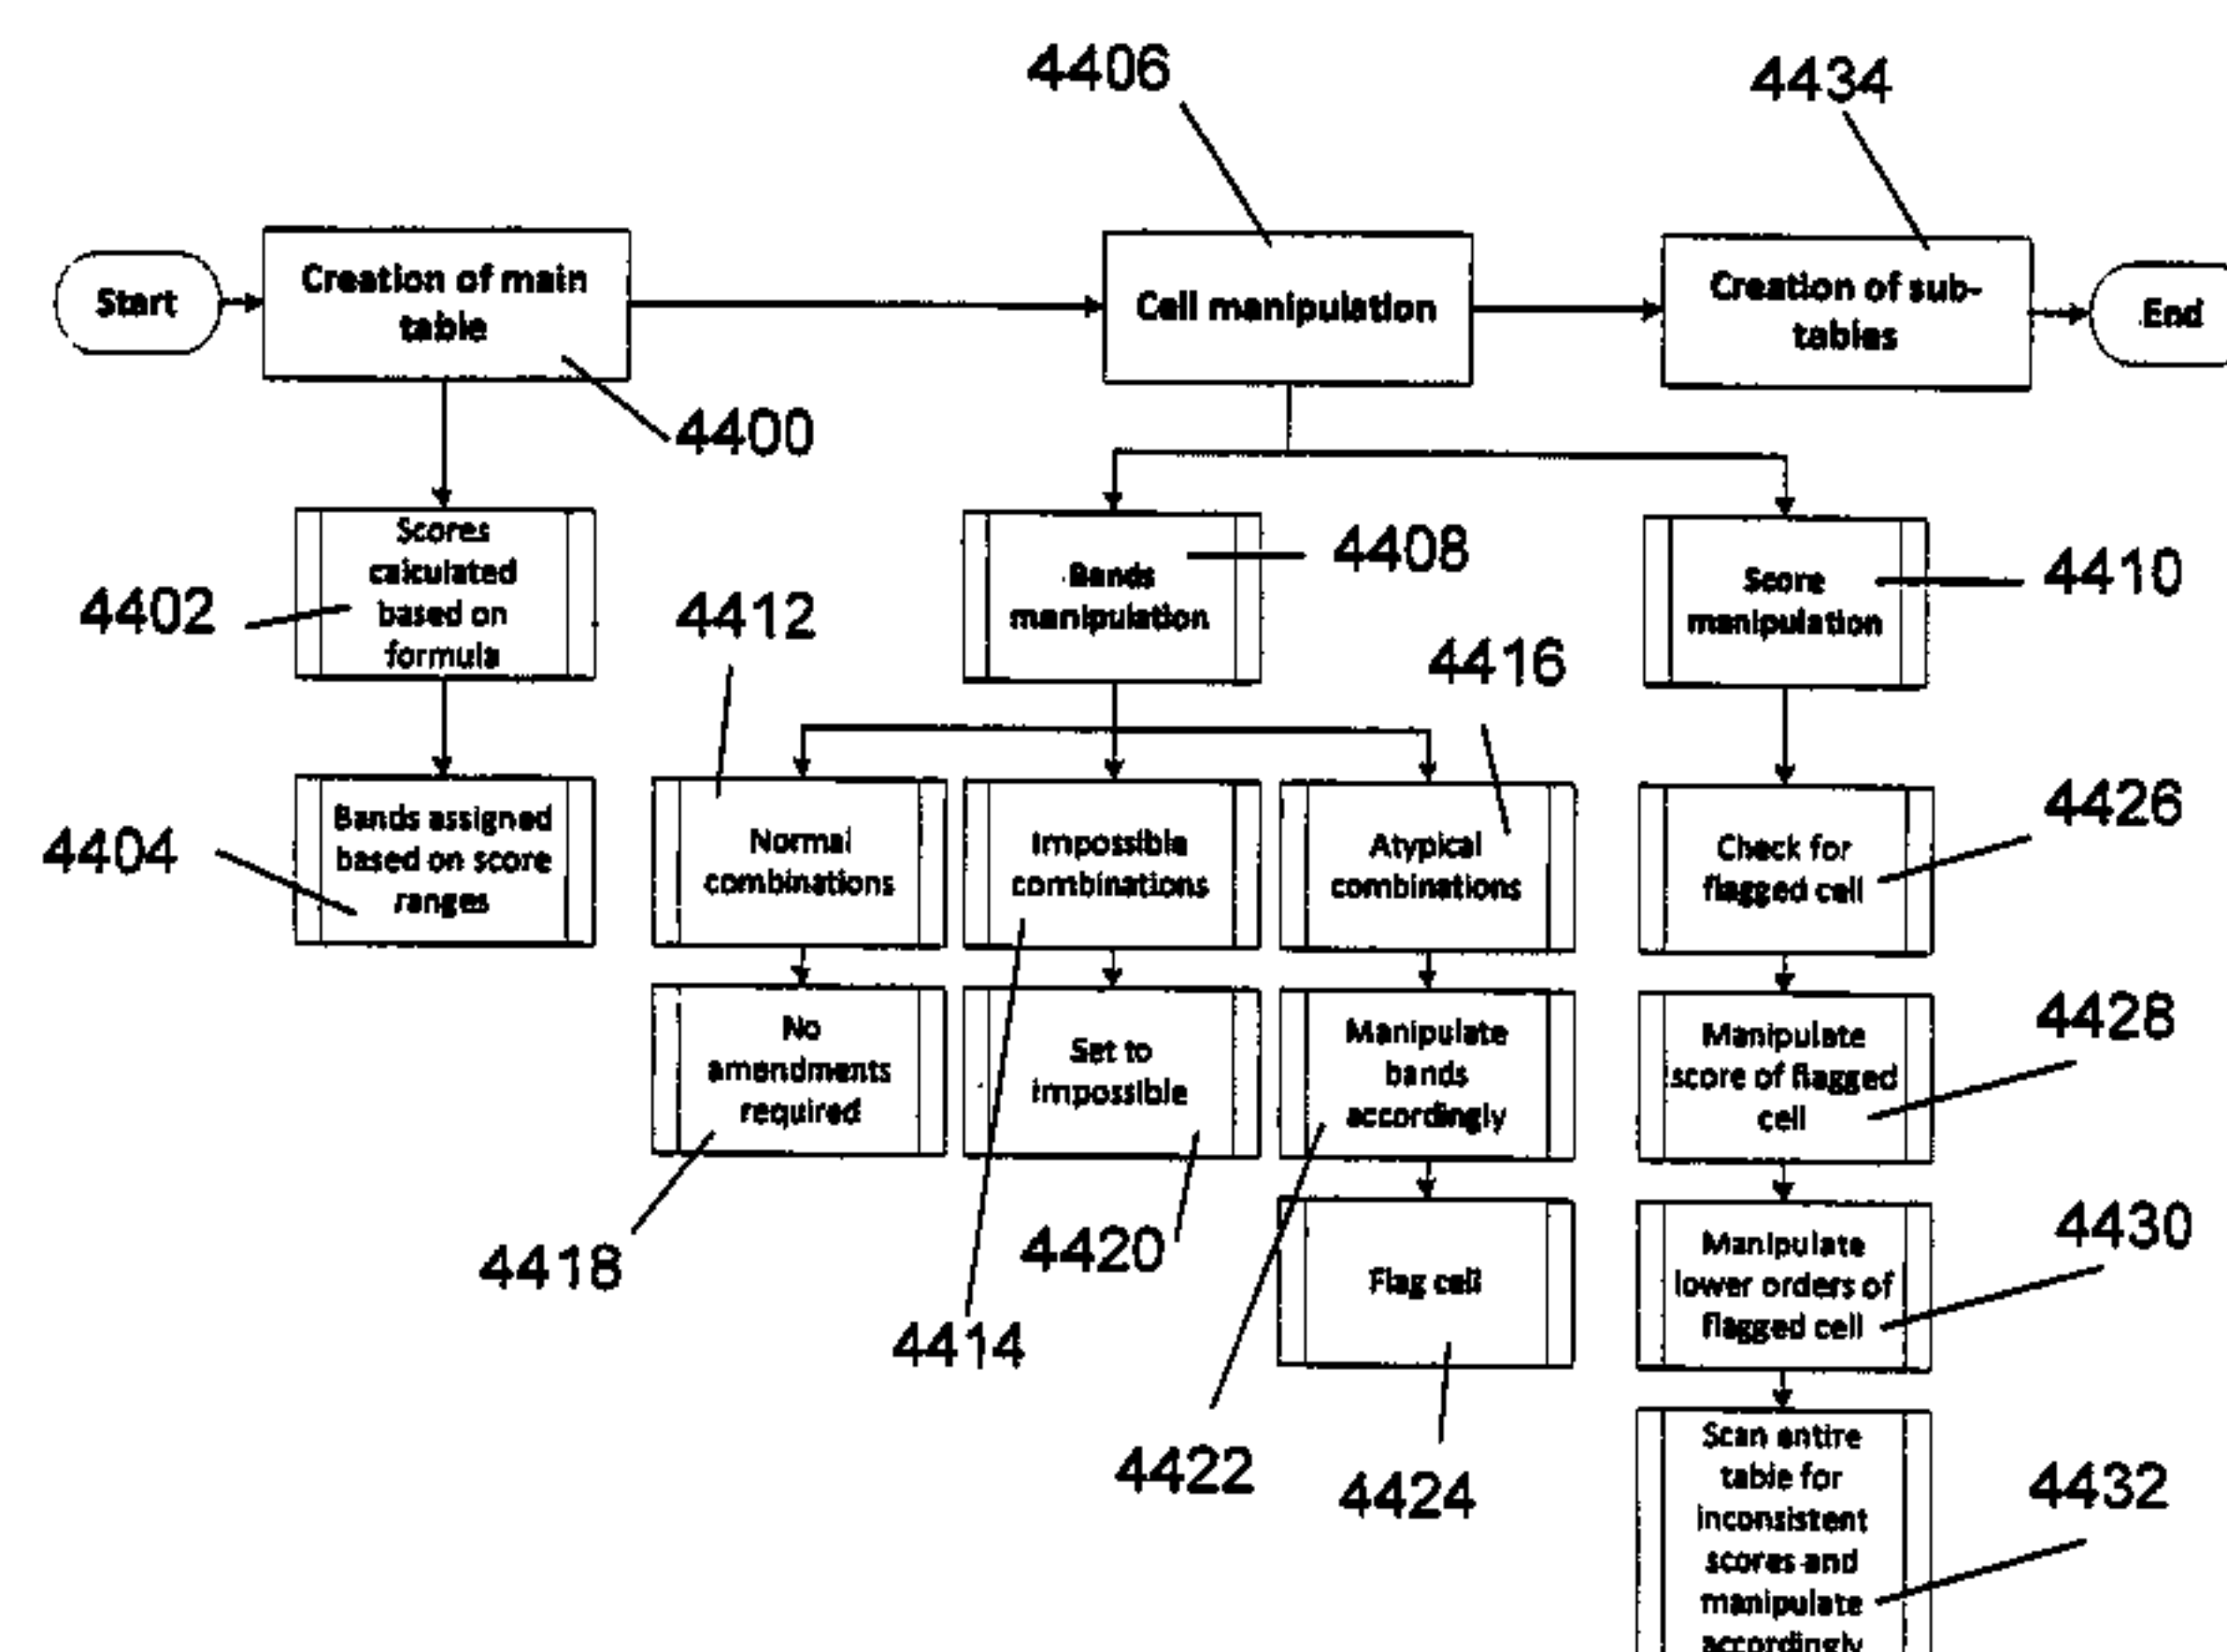 4406
4434
Start
Creation of main
table
Cell manipulation
Creation of sub-
tables
End
4400
Scores
calculated
based on
formula
4402
Bands
manipulation
4408
Score
manipulation
4410
4412
4416
Bands assigned
based on score
ranges
4404
Normal
combinations
Impossible
combinations
Atypical
combinations
Check for
flagged cell
4426
No
amendments
required
Set to
impossible
Manipulate
bands
accordingly
Manipulate
score of flagged
cell
4428
4418
4420
4414
Flag cell
Manipulate
lower orders of
flagged cell
4430
4422
4424
Scan entire
table for
inconsistent
scores and
manipulate
accordingly
4432